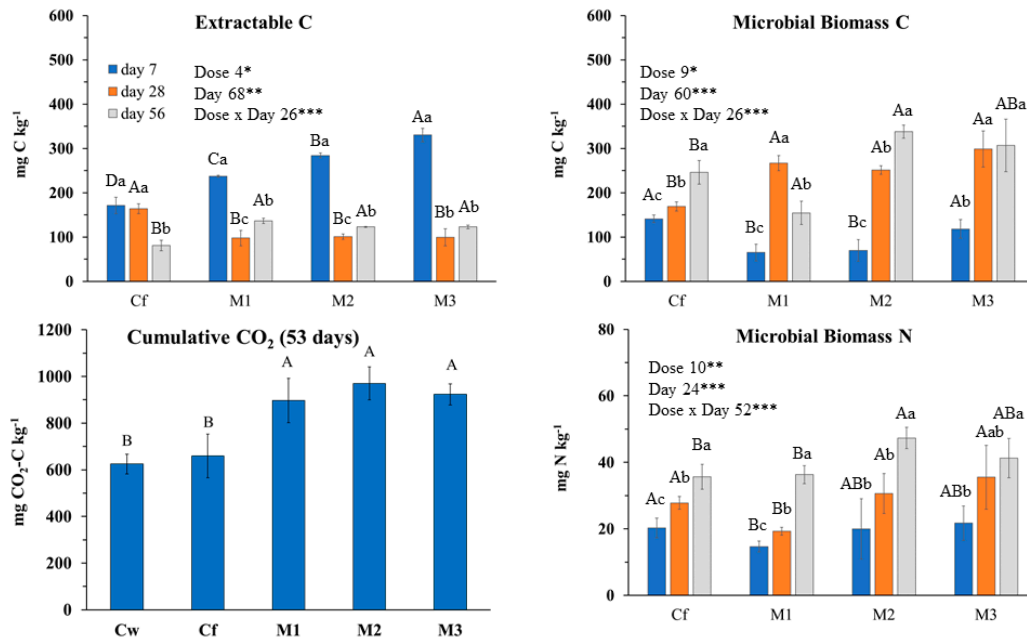 Extractable C
600
500
400
300
200
100
0
mg C kg-1
day 7
day 28
day 56
Dose 4*
Day 68**
Dose x Day 26***
Da
Aa
Bb
Ca
Bc
Ab
Ba
Bc
Ab
Aa
Bb
Ab
Cf
M1
M2
M3
Microbial Biomass C
600
500
400
300
200
100
0
mg C kg-1
Dose 9*
Day 60***
Dose x Day 26***
Ac
Bb
Ba
Bc
Aa
Ab
Bc
Ab
Aa
Ab
Aa
ABa
Cf
M1
M2
M3
Cumulative CO2 (53 days)
1200
1000
800
600
400
200
0
mg CO2-C kg-1
B
B
A
A
A
Cw
Cf
M1
M2
M3
Microbial Biomass N
80
60
40
20
0
mg N kg-1
Dose 10**
Day 24***
Dose x Day 52***
Ac
Ab
Ba
Bc
Bb
Ba
ABb
Ab
Aa
ABb
Aab
ABa
Cf
M1
M2
M3